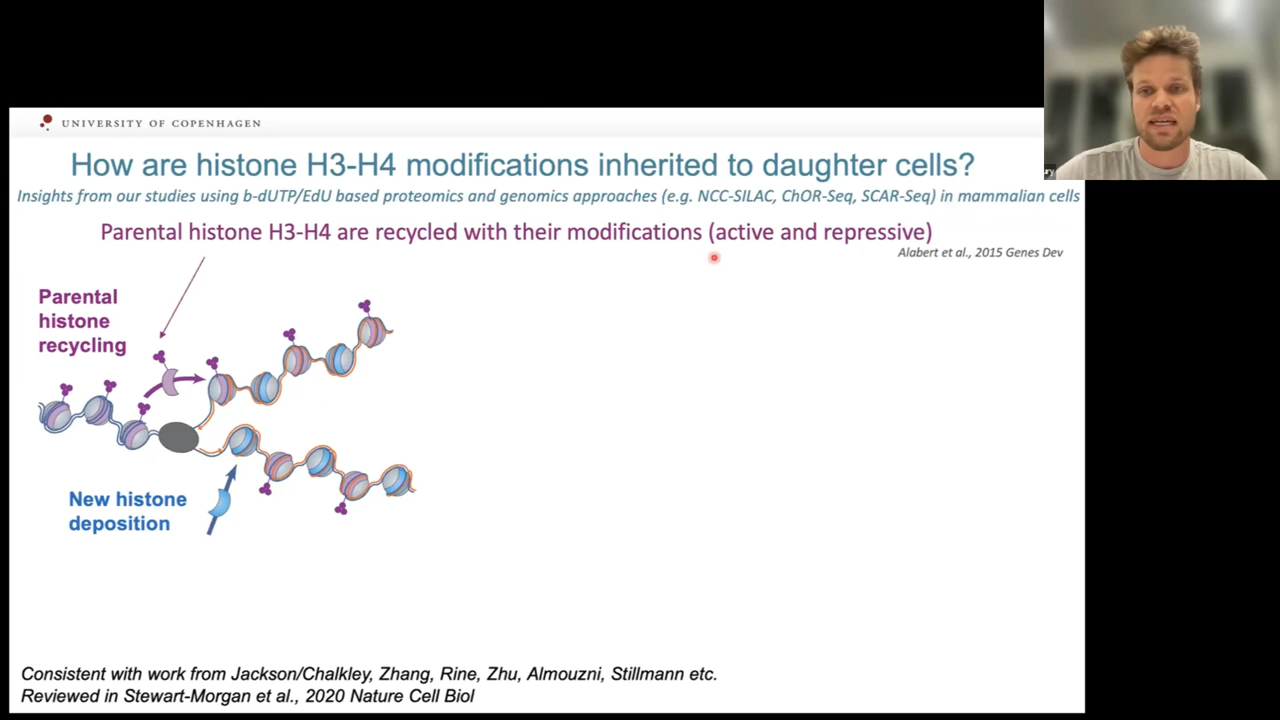 UNIVERSITY OF COPENHAGEN
How are histone H3-H4 modifications inherited to daughter cells?
Insights from our studies using b-dUTP/EdU based proteomics and genomics approaches (e.g. NCC-SILAC, ChOR-Seq, SCAR-Seq) in mammalian cells
Parental histone H3-H4 are recycled with their modifications (active and repressive)
Alabert et al., 2015 Genes Dev
Parental
histone
recycling
New histone
deposition
Consistent with work from Jackson/Chalkley, Zhang, Rine, Zhu, Almouzni, Stillmann etc.
Reviewed in Stewart-Morgan et al., 2020 Nature Cell Biol